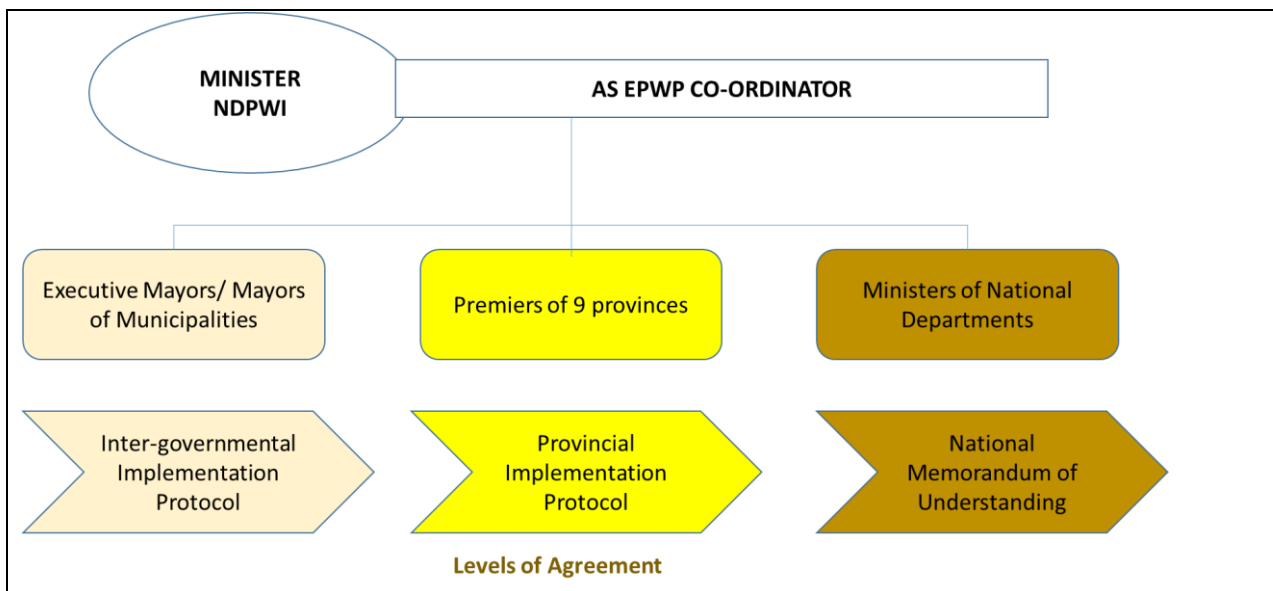 MINISTER
NDPWI
AS EPWP CO-ORDINATOR
Executive Mayors/ Mayors
of Municipalities
Premiers of 9 provinces
Ministers of National
Departments
Inter-governmental
Implementation
Protocol
Provincial
Implementation
Protocol
National
Memorandum of
Understanding
Levels of Agreement